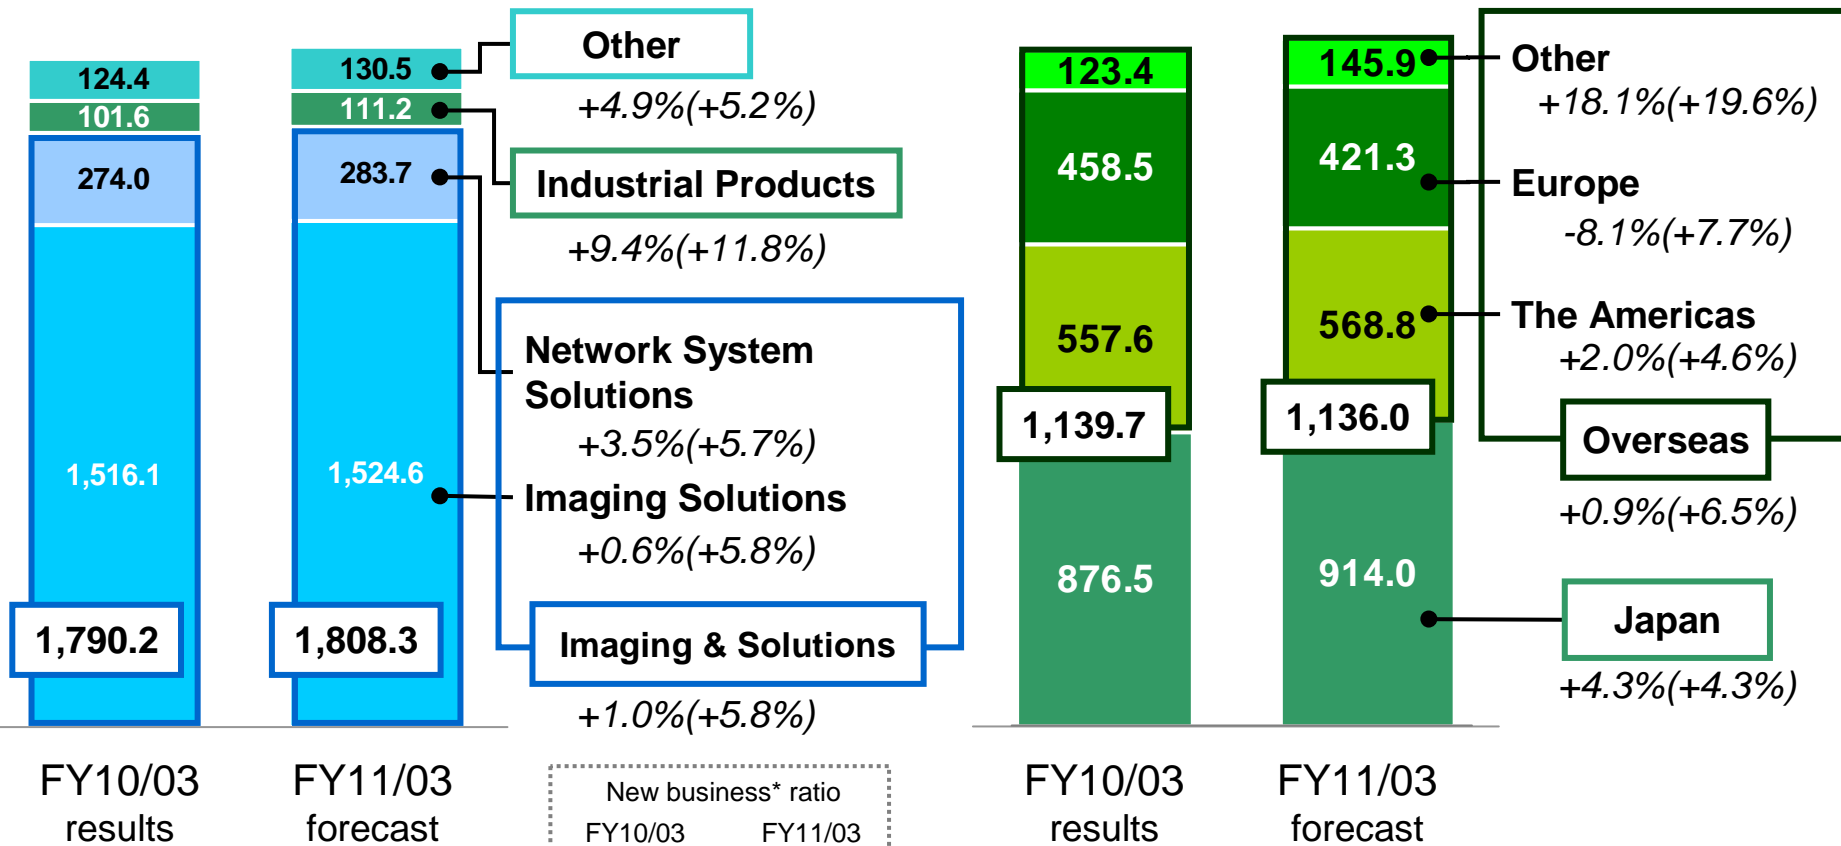 124.4
101.6
274.0
1,516.1
1,790.2
FY10/03
results
130.5
111.2
283.7
1,524.6
1,808.3
FY11/03
forecast
Other
+4.9%(+5.2%)
Industrial Products
+9.4%(+11.8%)
Network System
Solutions
+3.5%(+5.7%)
Imaging Solutions
+0.6%(+5.8%)
Imaging & Solutions
+1.0%(+5.8%)
New business* ratio
FY10/03 FY11/03
123.4
458.5
557.6
1,139.7
876.5
FY10/03
results
145.9
421.3
568.8
1,136.0
914.0
FY11/03
forecast
Other
+18.1%(+19.6%)
Europe
-8.1%(+7.7%)
The Americas
+2.0%(+4.6%)
Overseas
+0.9%(+6.5%)
Japan
+4.3%(+4.3%)